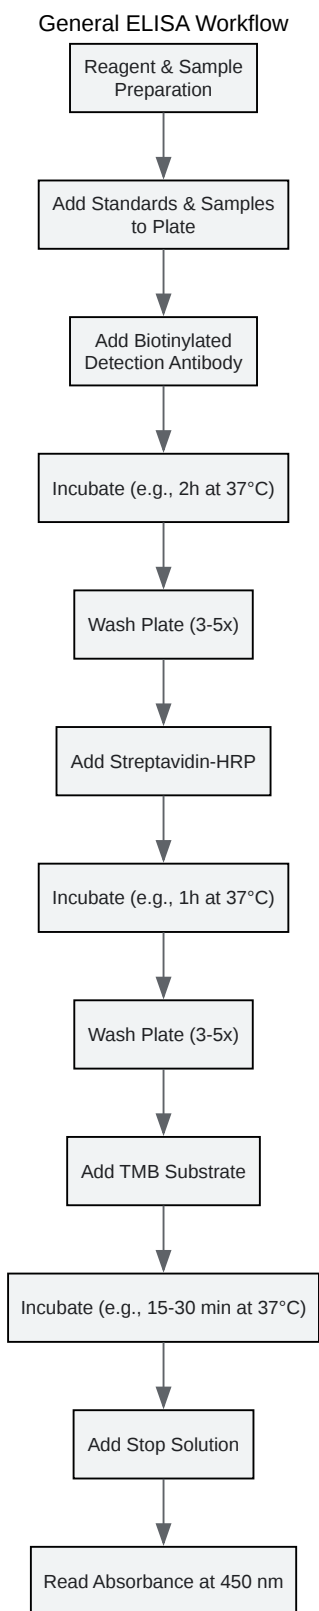 General ELISA Workflow
Reagent & Sample
Preparation
Add Standards & Samples
to Plate
Add Biotinylated
Detection Antibody
Incubate (e.g., 2h at 37°C)
Wash Plate (3-5x)
Add Streptavidin-HRP
Incubate (e.g., 1h at 37°C)
Wash Plate (3-5x)
Add TMB Substrate
Incubate (e.g., 15-30 min at 37°C)
Add Stop Solution
Read Absorbance at 450 nm